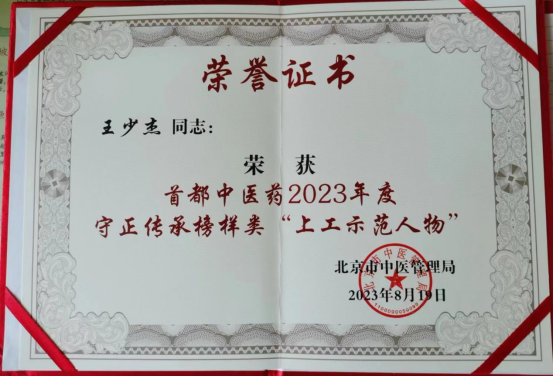 荣誉证书
王少杰 同志：
荣 获
首都中医药2023年度
守正传承榜样类“上工示范人物”
北京市中医管理局
2023年8月19日